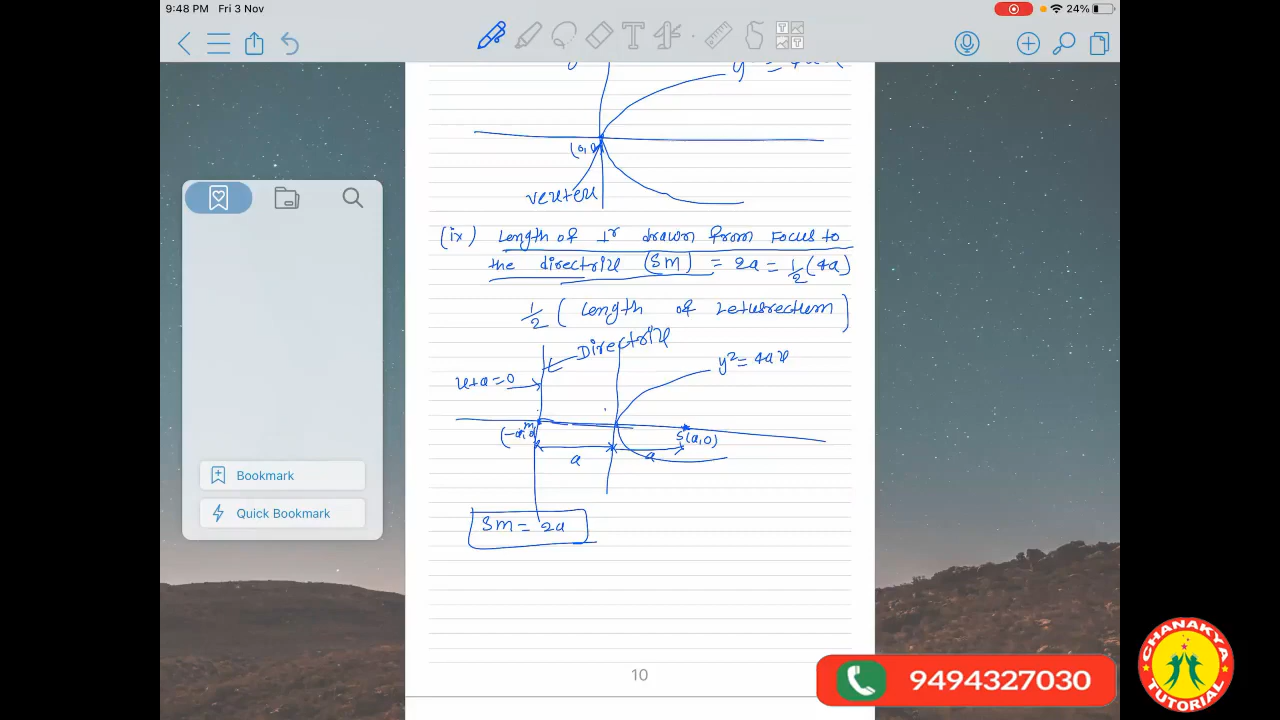 9:48 PM Fri 3 Nov
24%
(0,0)
vertex
(ix) Length of ⊥r drawn from Focus to
the directrix (SM) = 2a = 1/2 (4a)
1/2 ( Length of Letusrectum )
Directrix
y² = 4ax
x+a=0
m
(-a,0)
S(a,0)
a
a
SM = 2a
Bookmark
Quick Bookmark
10
9494327030
CHANAKYA
TUTORIAL